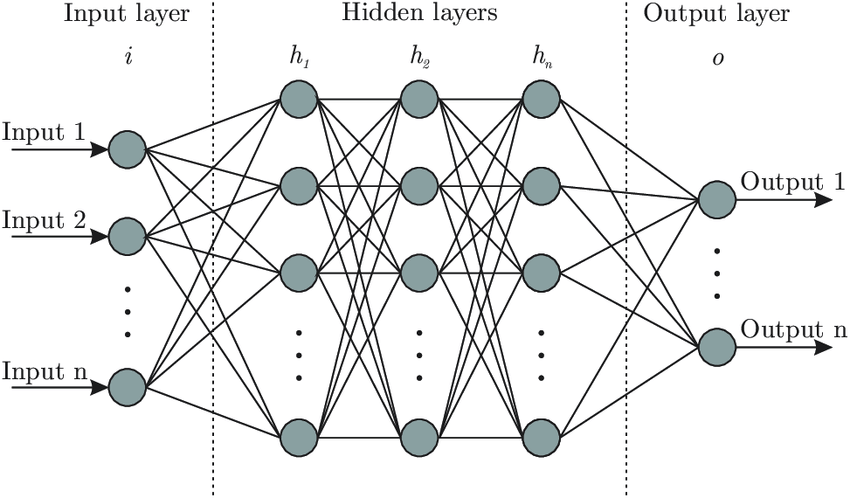 Input layer
Hidden layers
Output layer
i
h1
h2
hn
o
Input 1
Input 2
Input n
Output 1
Output n